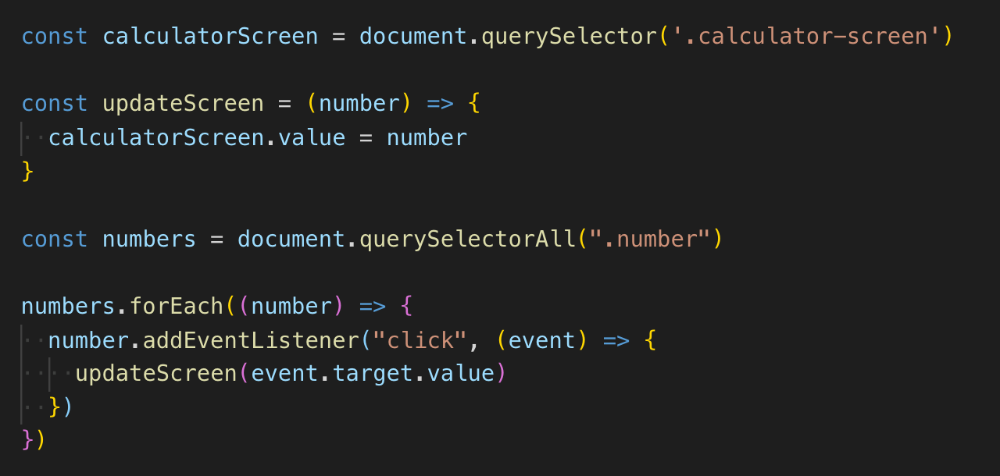 const calculatorScreen = document.querySelector('.calculator-screen')
const updateScreen = (number) => {
  calculatorScreen.value = number
}
const numbers = document.querySelectorAll(".number")
numbers.forEach((number) => {
  number.addEventListener("click", (event) => {
    updateScreen(event.target.value)
  })
})